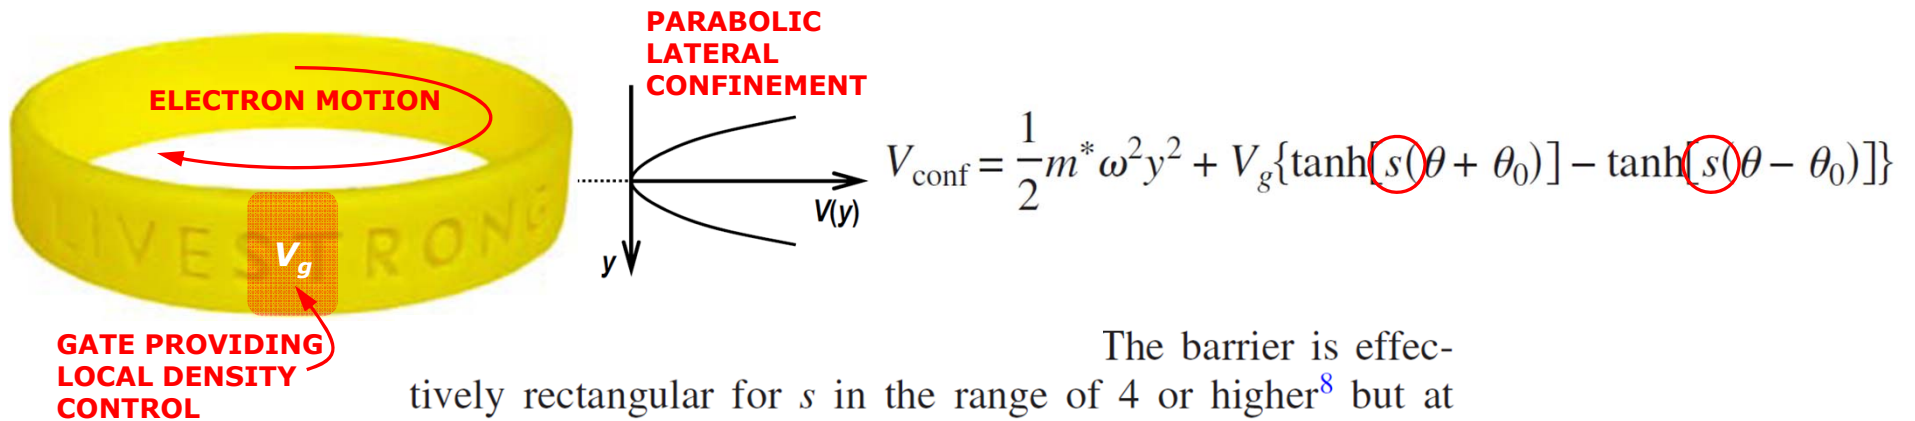 PARABOLIC
LATERAL
CONFINEMENT
ELECTRON MOTION
V_conf = 1/2 m*ω²y² + V_g{tanh[s(θ + θ₀)] − tanh[s(θ − θ₀)]}
V(y)
y
LIVESTRONG
V_g
GATE PROVIDING
LOCAL DENSITY
CONTROL
The barrier is effec-
tively rectangular for s in the range of 4 or higher⁸ but at